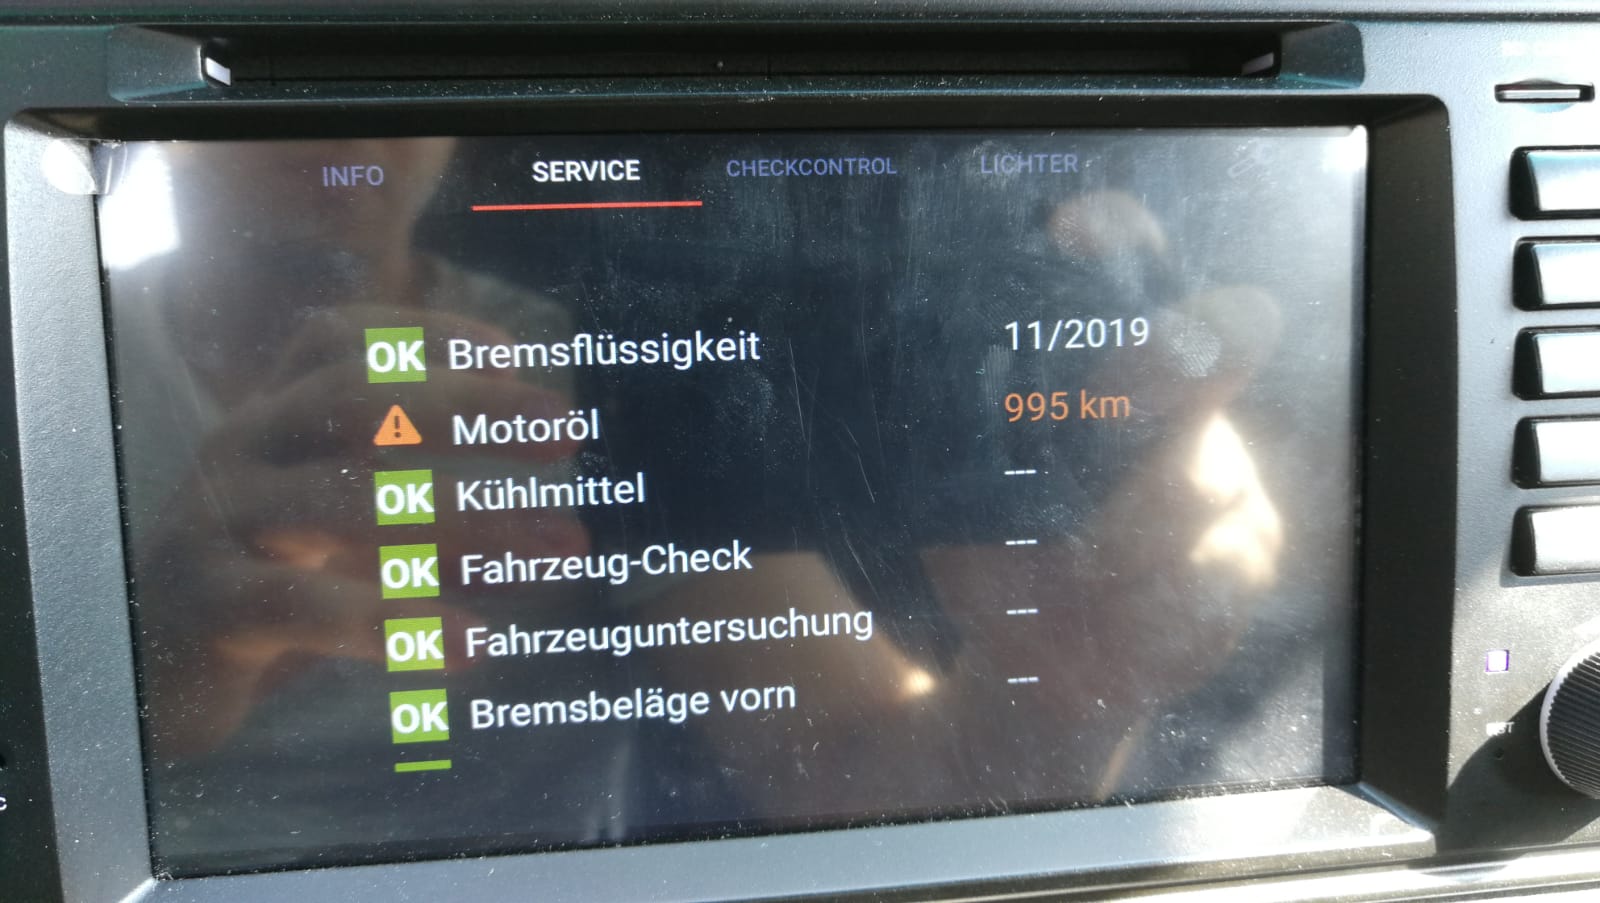 INFO SERVICE CHECKCONTROL LICHTER
OK Bremsflüssigkeit 11/2019
Motoröl 995 km
OK Kühlmittel ---
OK Fahrzeug-Check ---
OK Fahrzeuguntersuchung ---
OK Bremsbeläge vorn ---